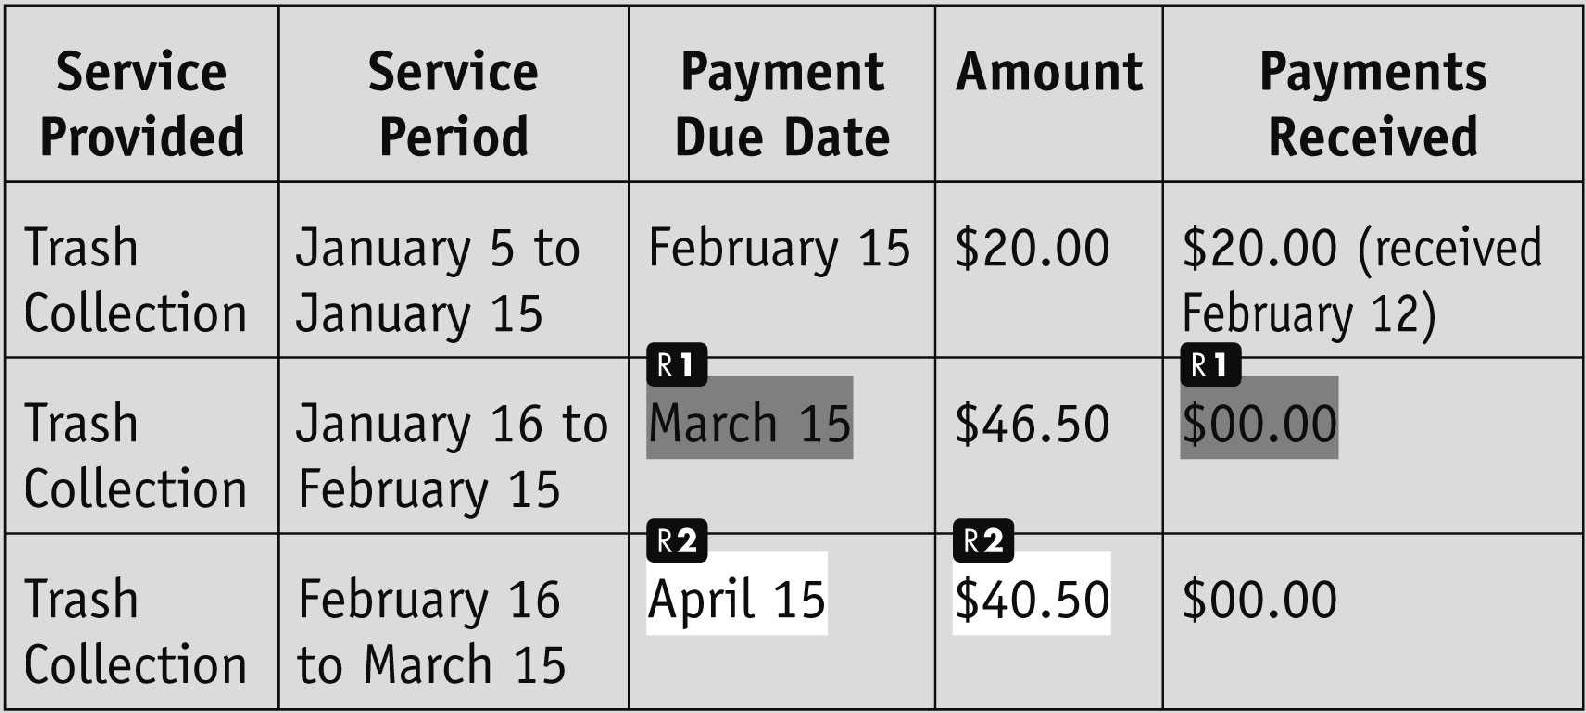 Service Provided
Service Period
Payment Due Date
Amount
Payments Received
Trash Collection
January 5 to January 15
February 15
$20.00
$20.00 (received February 12)
Trash Collection
January 16 to February 15
R1
March 15
$46.50
R1
$00.00
Trash Collection
February 16 to March 15
R2
April 15
R2
$40.50
$00.00